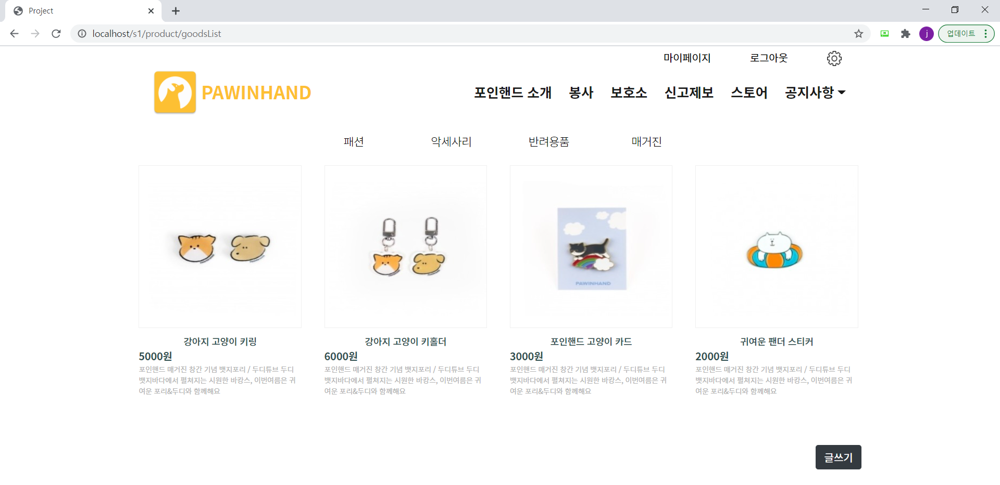 Project
localhost/s1/product/goodsList
j
업데이트
마이페이지 로그아웃
PAWINHAND
포인핸드 소개 봉사 보호소 신고제보 스토어 공지사항
패션 악세사리 반려용품 매거진
PAWINHAND
강아지 고양이 키링
5000원
포인핸드 매거진 창간 기념 뱃지포리 / 두디튜브 두디
뱃지바다에서 펼쳐지는 시원한 바캉스, 이번여름은 귀
여운 포리&두디와 함께해요
강아지 고양이 키홀더
6000원
포인핸드 매거진 창간 기념 뱃지포리 / 두디튜브 두디
뱃지바다에서 펼쳐지는 시원한 바캉스, 이번여름은 귀
여운 포리&두디와 함께해요
포인핸드 고양이 카드
3000원
포인핸드 매거진 창간 기념 뱃지포리 / 두디튜브 두디
뱃지바다에서 펼쳐지는 시원한 바캉스, 이번여름은 귀
여운 포리&두디와 함께해요
귀여운 팬더 스티커
2000원
포인핸드 매거진 창간 기념 뱃지포리 / 두디튜브 두디
뱃지바다에서 펼쳐지는 시원한 바캉스, 이번여름은 귀
여운 포리&두디와 함께해요
글쓰기